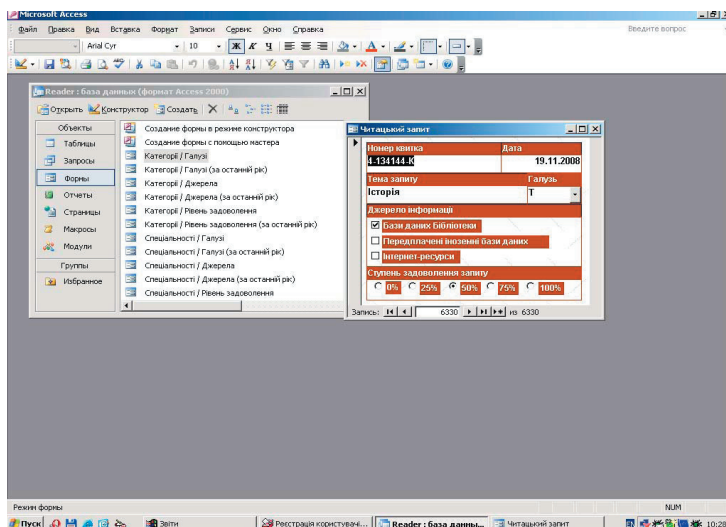 Microsoft Access
Файл Правка Вид Вставка Формат Записи Сервис Окно Справка
Введите вопрос
Arial Cyr 10 Ж К Ч
Reader : база данных (формат Access 2000)
Открыть Конструктор Создать
Объекты
Таблицы
Запросы
Формы
Отчеты
Страницы
Макросы
Модули
Группы
Избранное
Создание формы в режиме конструктора
Создание формы с помощью мастера
Категорії / Галузі
Категорії / Галузі (за останній рік)
Категорії / Джерела
Категорії / Джерела (за останній рік)
Категорії / Рівень задоволення
Категорії / Рівень задоволення (за останній рік)
Спеціальності / Галузі
Спеціальності / Галузі (за останній рік)
Спеціальності / Джерела
Спеціальності / Джерела (за останній рік)
Спеціальності / Рівень задоволення
Читацький запит
Номер квитка Дата
4-134144-К 19.11.2008
Тема запиту Галузь
Історія Т
Джерело інформації
Бази даних Бібліотеки
Передплачені іноземні бази даних
Інтернет-ресурси
Ступень задоволення запиту
0% 25% 50% 75% 100%
Запись: 6330 из 6330
Режим формы
NUM
Пуск Звіти Реєстрація користувачі... Reader : база данны... Читацький запит 10:28